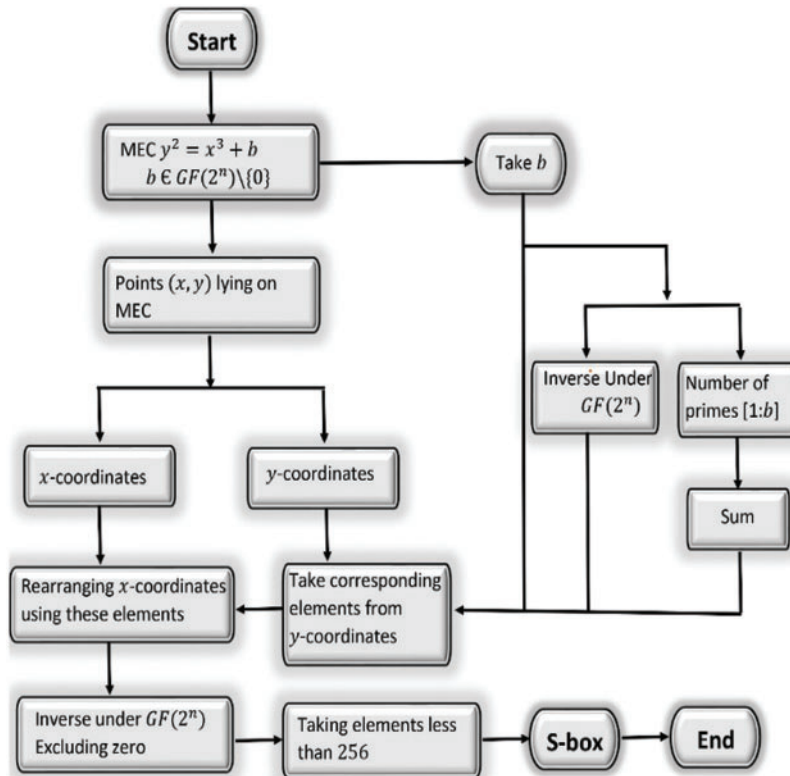 Start
MEC y² = x³ + b
b Є GF(2ⁿ)\{0}
Take b
Points (x, y) lying on
MEC
Inverse Under
GF(2ⁿ)
Number of
primes [1:b]
x-coordinates
y-coordinates
Sum
Rearranging x-coordinates
using these elements
Take corresponding
elements from
y-coordinates
Inverse under GF(2ⁿ)
Excluding zero
Taking elements less
than 256
S-box
End